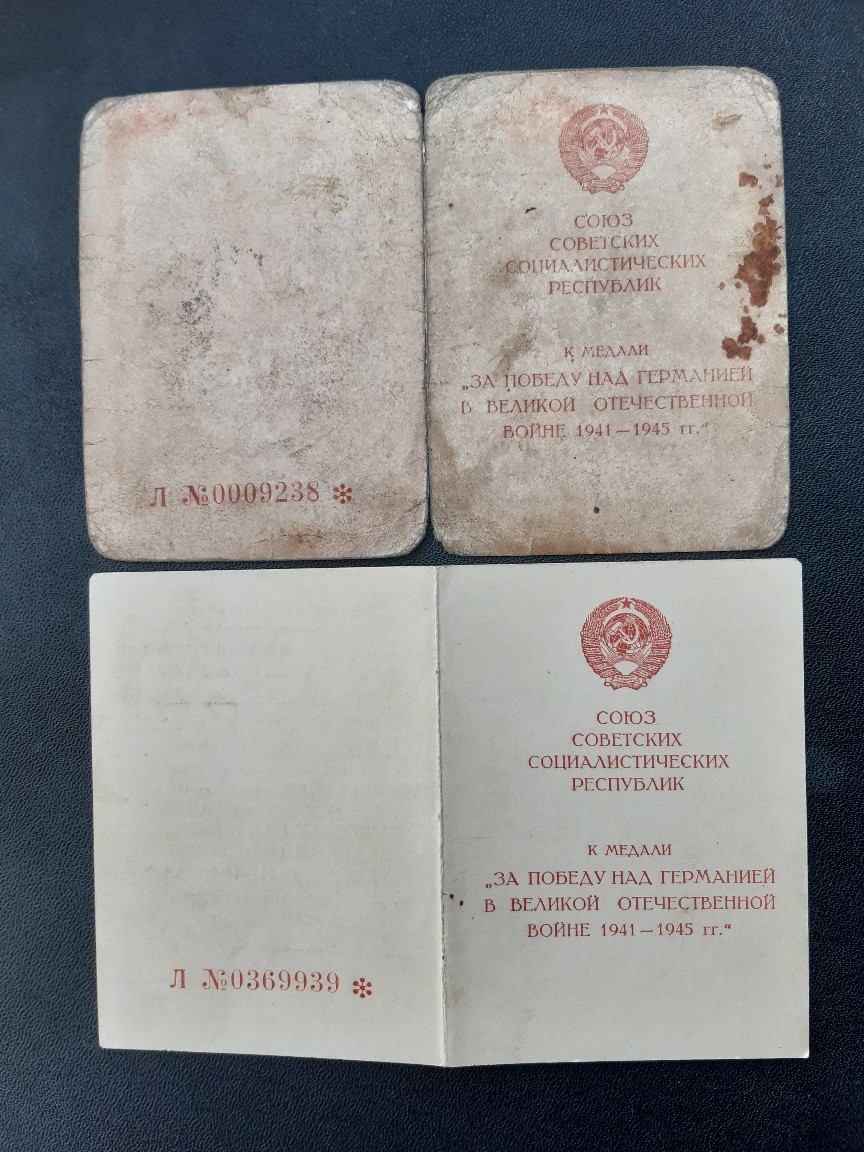 Л №0009238 *
СОЮЗ
СОВЕТСКИХ
СОЦИАЛИСТИЧЕСКИХ
РЕСПУБЛИК
К МЕДАЛИ
„ЗА ПОБЕДУ НАД ГЕРМАНИЕЙ
В ВЕЛИКОЙ ОТЕЧЕСТВЕННОЙ
ВОЙНЕ 1941—1945 гг.“
Л №0369939 *
СОЮЗ
СОВЕТСКИХ
СОЦИАЛИСТИЧЕСКИХ
РЕСПУБЛИК
К МЕДАЛИ
„ЗА ПОБЕДУ НАД ГЕРМАНИЕЙ
В ВЕЛИКОЙ ОТЕЧЕСТВЕННОЙ
ВОЙНЕ 1941—1945 гг.“